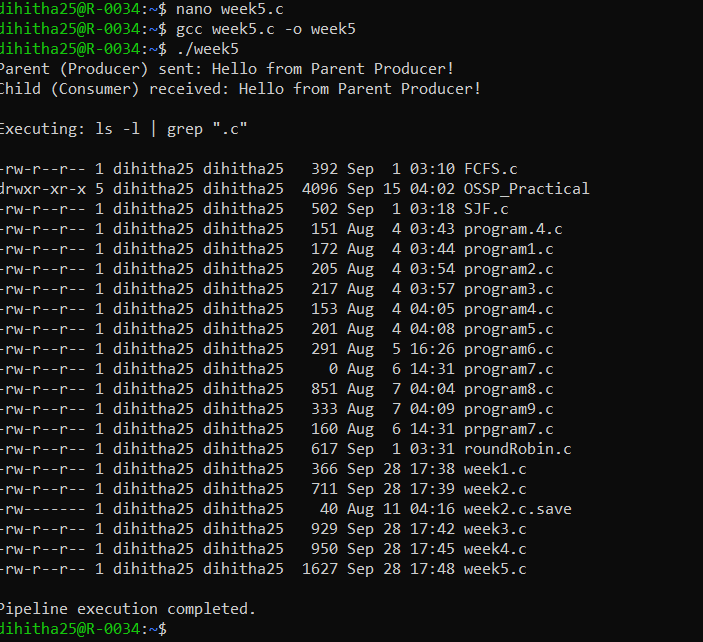 dihitha25@R-0034:~$ nano week5.c
dihitha25@R-0034:~$ gcc week5.c -o week5
dihitha25@R-0034:~$ ./week5
Parent (Producer) sent: Hello from Parent Producer!
Child (Consumer) received: Hello from Parent Producer!

Executing: ls -l | grep ".c"

-rw-r--r-- 1 dihitha25 dihitha25   392 Sep  1 03:10 FCFS.c
drwxr-xr-x 5 dihitha25 dihitha25  4096 Sep 15 04:02 OSSP_Practical
-rw-r--r-- 1 dihitha25 dihitha25   502 Sep  1 03:18 SJF.c
-rw-r--r-- 1 dihitha25 dihitha25   151 Aug  4 03:43 program.4.c
-rw-r--r-- 1 dihitha25 dihitha25   172 Aug  4 03:44 program1.c
-rw-r--r-- 1 dihitha25 dihitha25   205 Aug  4 03:54 program2.c
-rw-r--r-- 1 dihitha25 dihitha25   217 Aug  4 03:57 program3.c
-rw-r--r-- 1 dihitha25 dihitha25   153 Aug  4 04:05 program4.c
-rw-r--r-- 1 dihitha25 dihitha25   201 Aug  4 04:08 program5.c
-rw-r--r-- 1 dihitha25 dihitha25   291 Aug  5 16:26 program6.c
-rw-r--r-- 1 dihitha25 dihitha25     0 Aug  6 14:31 program7.c
-rw-r--r-- 1 dihitha25 dihitha25   851 Aug  7 04:04 program8.c
-rw-r--r-- 1 dihitha25 dihitha25   333 Aug  7 04:09 program9.c
-rw-r--r-- 1 dihitha25 dihitha25   160 Aug  6 14:31 prpgram7.c
-rw-r--r-- 1 dihitha25 dihitha25   617 Sep  1 03:31 roundRobin.c
-rw-r--r-- 1 dihitha25 dihitha25   366 Sep 28 17:38 week1.c
-rw-r--r-- 1 dihitha25 dihitha25   711 Sep 28 17:39 week2.c
-rw------- 1 dihitha25 dihitha25    40 Aug 11 04:16 week2.c.save
-rw-r--r-- 1 dihitha25 dihitha25   929 Sep 28 17:42 week3.c
-rw-r--r-- 1 dihitha25 dihitha25   950 Sep 28 17:45 week4.c
-rw-r--r-- 1 dihitha25 dihitha25  1627 Sep 28 17:48 week5.c

Pipeline execution completed.
dihitha25@R-0034:~$